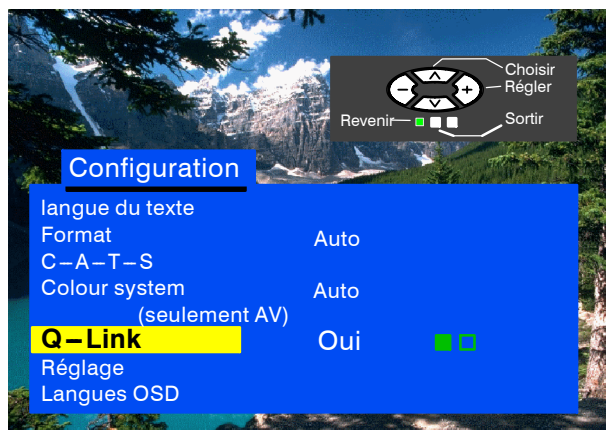 Choisir
Régler
Revenir
Sortir
Configuration
langue du texte
Format Auto
C–A–T–S
Colour system Auto
(seulement AV)
Q–Link Oui
Réglage
Langues OSD